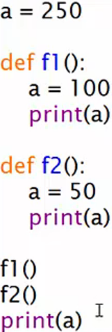 a = 250
def f1():
    a = 100
    print(a)
def f2():
    a = 50
    print(a)
f1()
f2()
print(a)